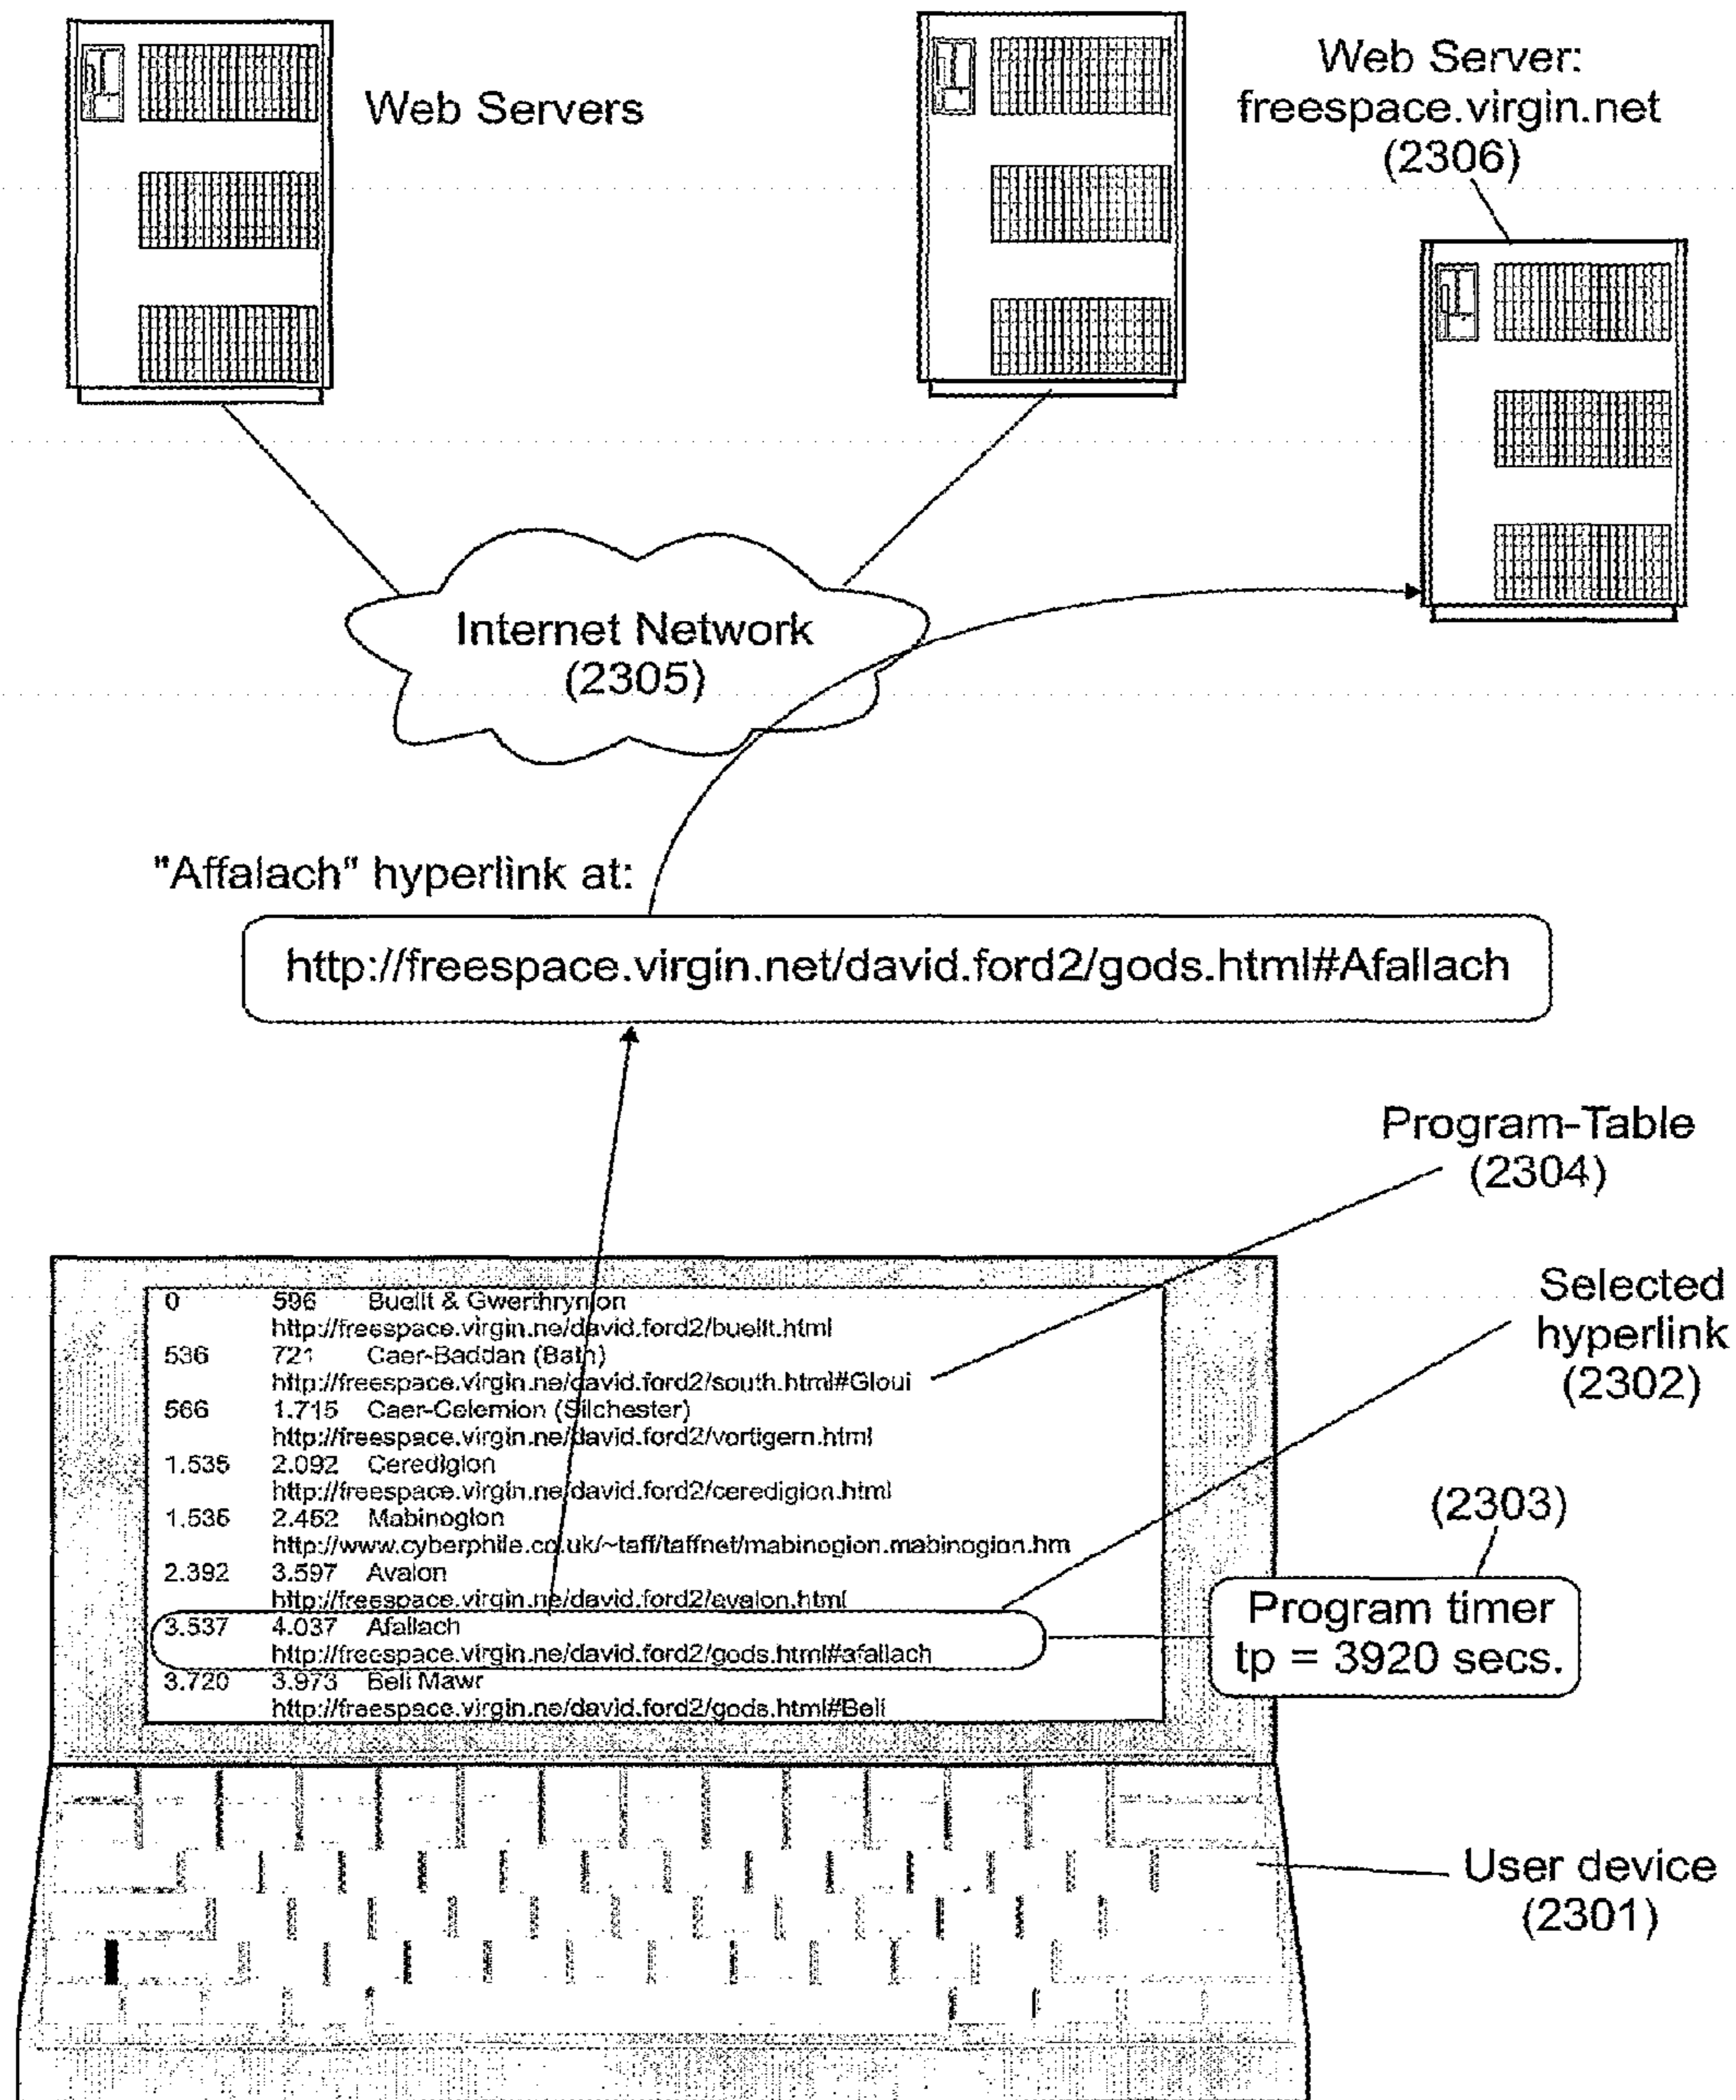 Web Servers
Web Server:
freespace.virgin.net
(2306)
Internet Network
(2305)
"Affalach" hyperlink at:
http://freespace.virgin.net/david.ford2/gods.html#Afallach
Program-Table
(2304)
Selected
hyperlink
(2302)
(2303)
Program timer
tp = 3920 secs.
0 596 Buellt & Gwerthrynion
http://freespace.virgin.ne/david.ford2/buellt.html
536 721 Caer-Baddan (Bath)
http://freespace.virgin.ne/david.ford2/south.html#Gloui
566 1.715 Caer-Celemion (Silchester)
http://freespace.virgin.ne/david.ford2/vortigern.html
1.535 2.092 Ceredigion
http://freespace.virgin.ne/david.ford2/ceredigion.html
1.536 2.452 Mabinogion
http://www.cyberphile.co.uk/~taff/taffnet/mabinogion.mabinogion.hm
2.392 3.597 Avalon
http://freespace.virgin.ne/david.ford2/avalon.html
3.537 4.037 Afallach
http://freespace.virgin.ne/david.ford2/gods.html#afallach
3.720 3.973 Beli Mawr
http://freespace.virgin.ne/david.ford2/gods.html#Beli
User device
(2301)